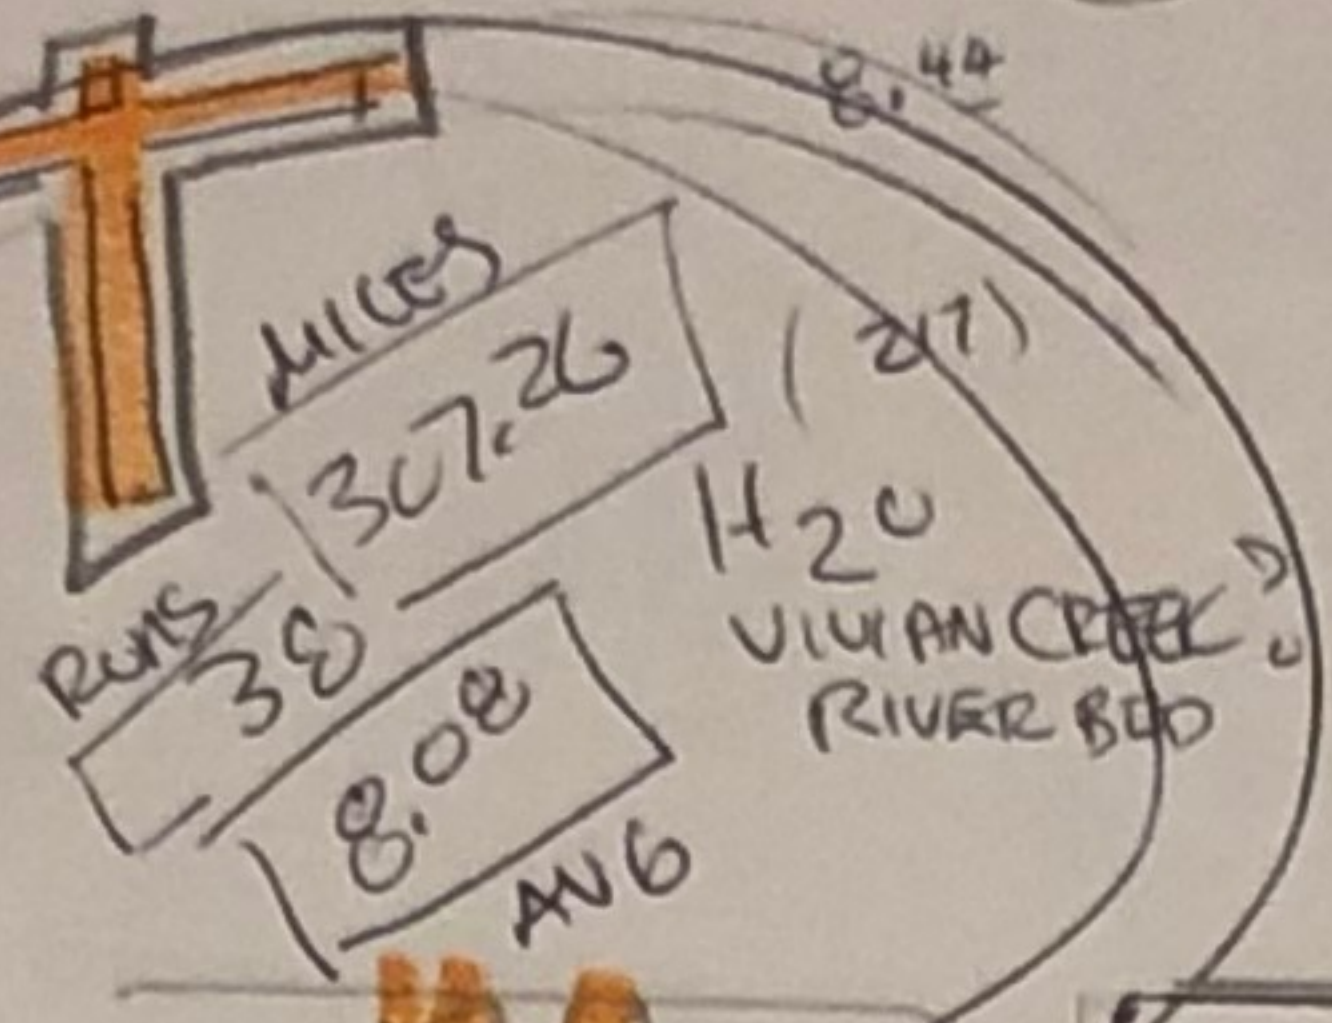 8.44
MILES
307.26
(217)
H2O
VIVIAN CREEK
RIVER BED
RUNS
38
8.08
AVG